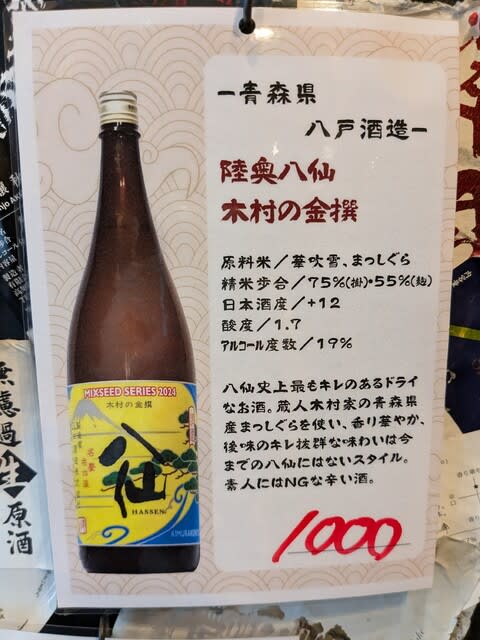 ー青森県
八戸酒造ー
陸奥八仙
木村の金撰
原料米／華吹雪、まっしぐら
精米歩合／75%(掛)・55%(麹)
日本酒度／+12
酸度／1.7
アルコール度数／19%
八仙史上最もキレのあるドライ
なお酒。蔵人木村家の青森県
産まっしぐらを使い、香り華やか、
後味のキレ抜群な味わいは今
までの八仙にはないスタイル。
素人にはNGな辛い酒。
1000
MIXSEED SERIES 2024
木村の金撰
八仙
HASSEN
無濾過
生
原酒